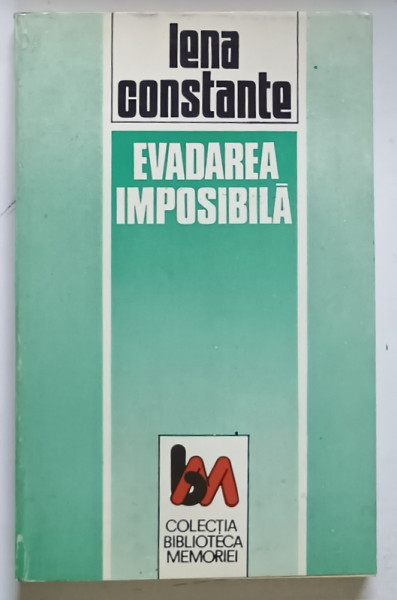 lena
constante
EVADAREA
IMPOSIBILĂ
bM
COLECȚIA
BIBLIOTECA
MEMORIEI